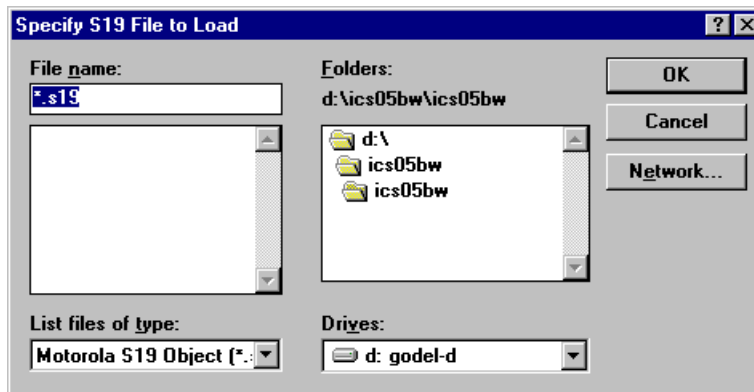 Specify S19 File to Load
File name:
*.s19
Folders:
d:\ics05bw\ics05bw
d:\
ics05bw
ics05bw
OK
Cancel
Network...
List files of type:
Motorola S19 Object (*.
Drives:
d: godel-d